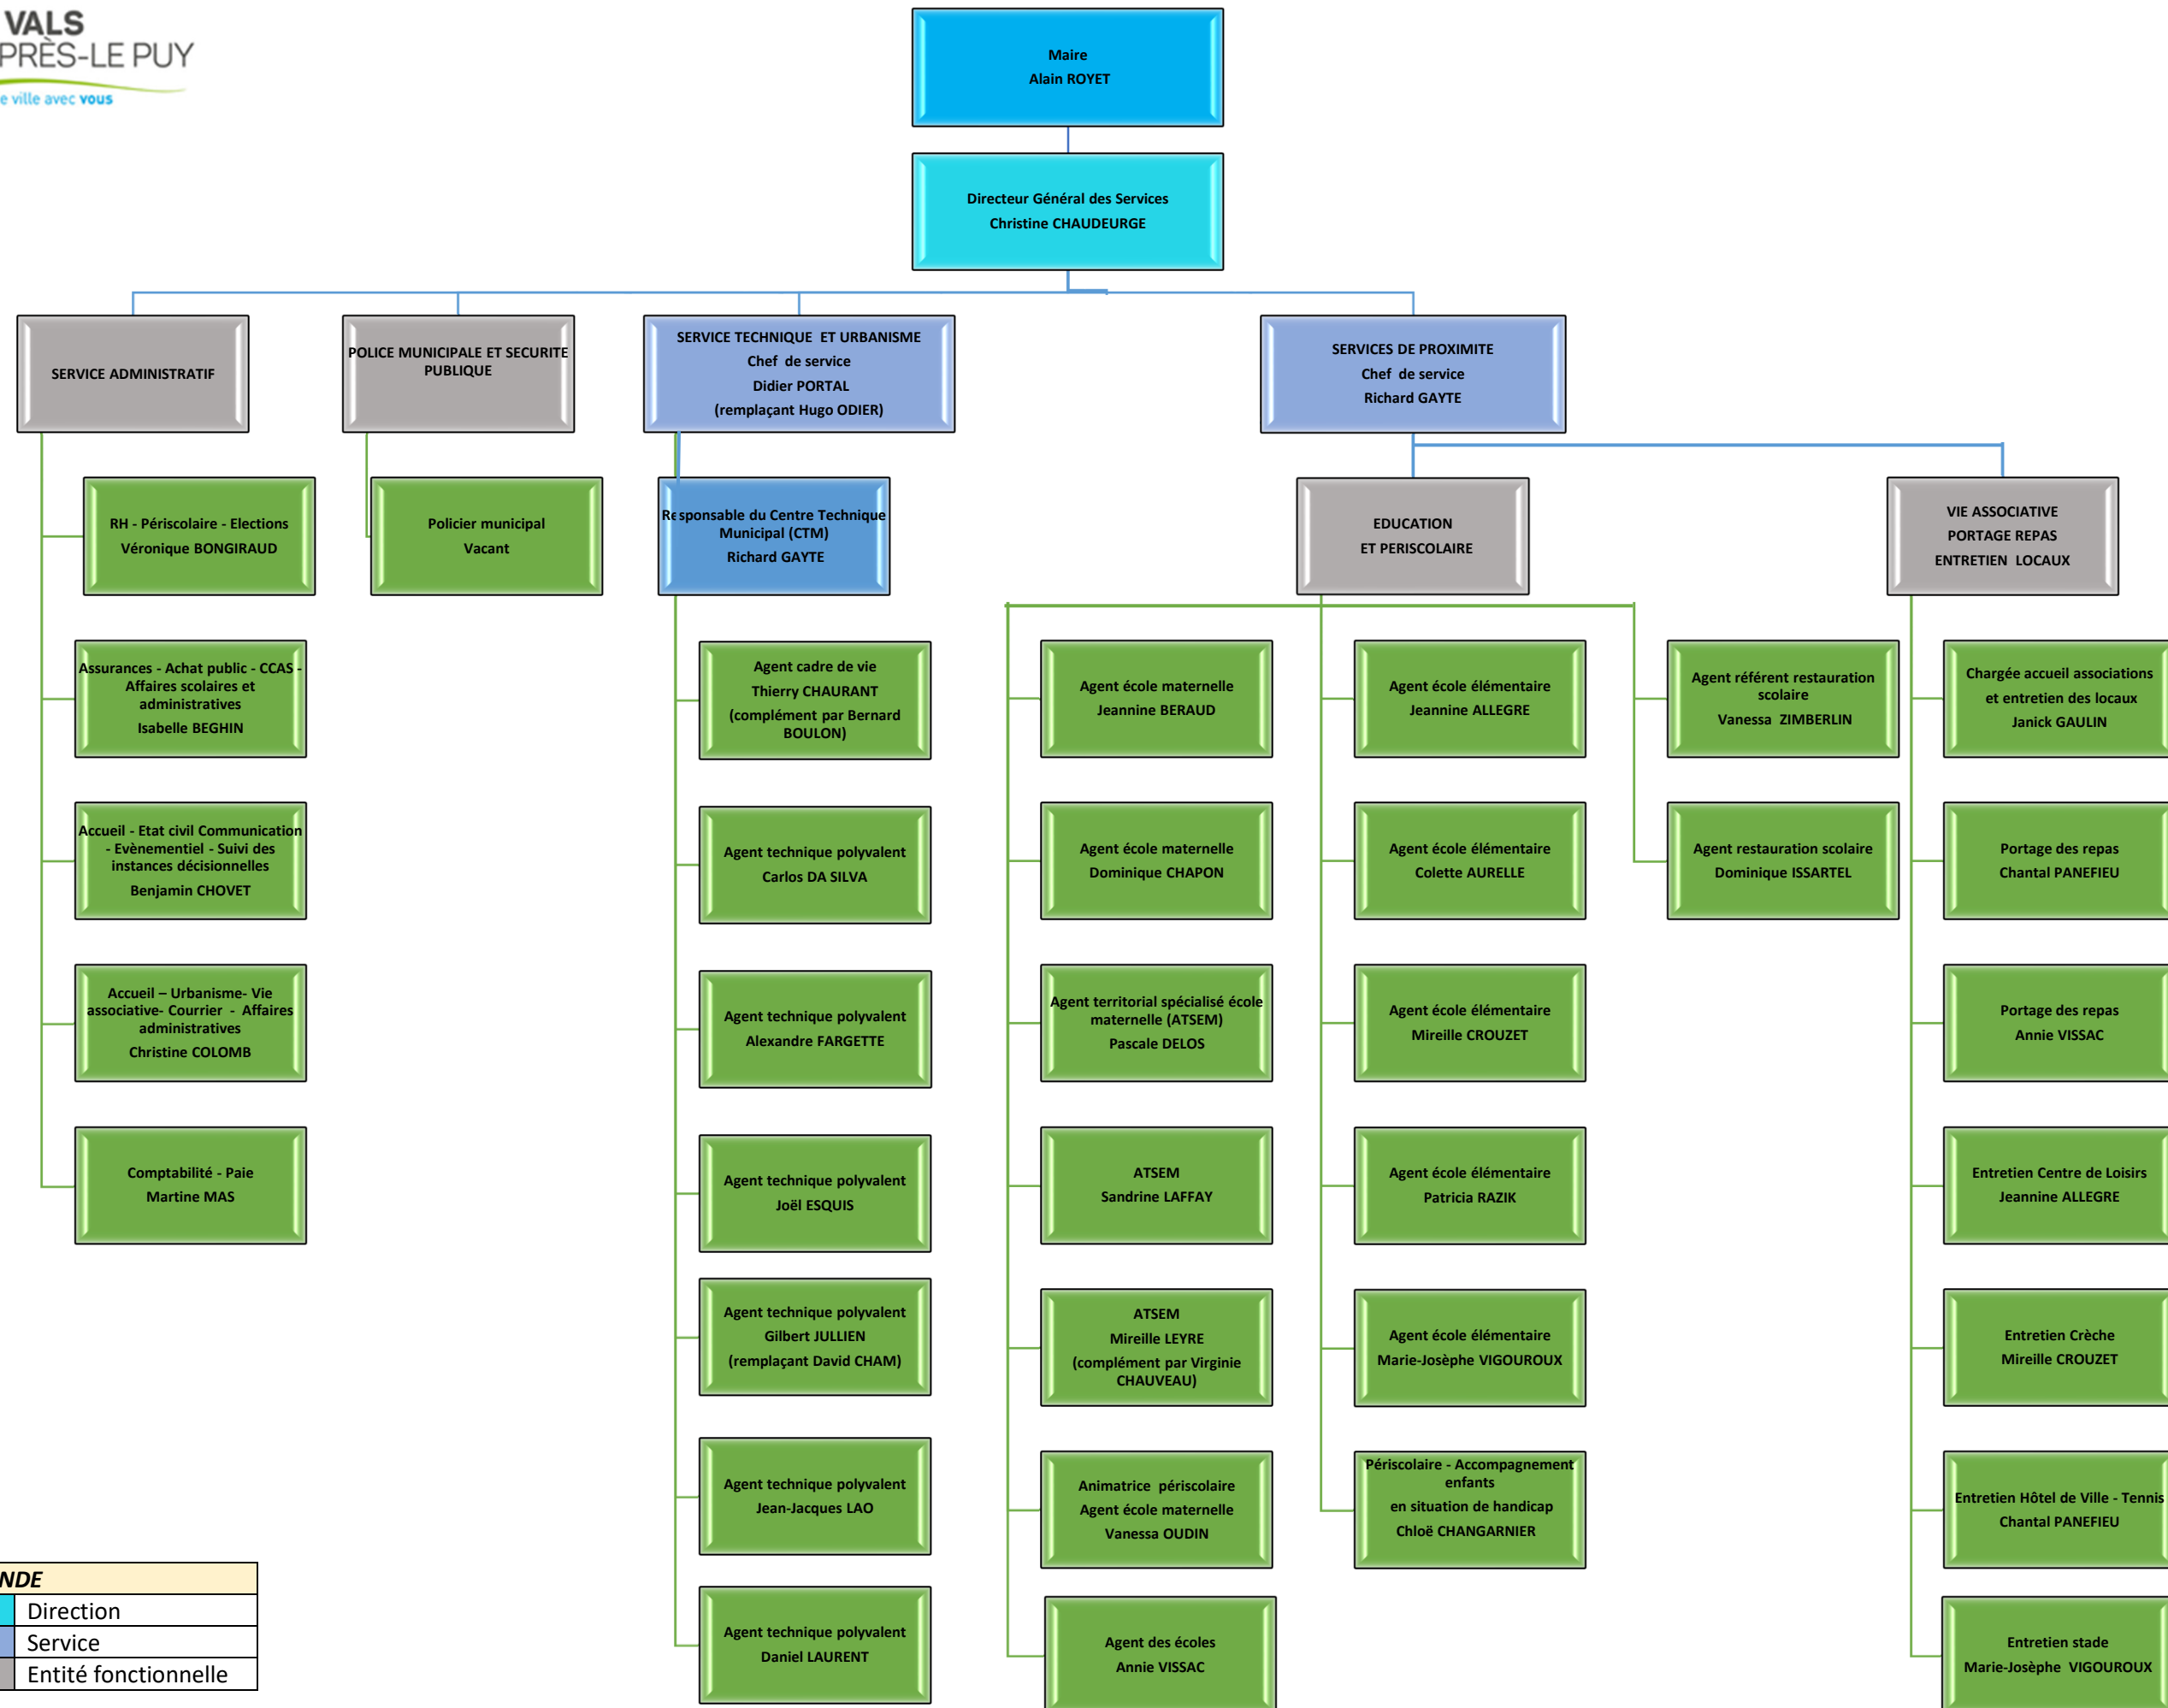 VALS
PRÈS-LE PUY
e ville avec vous
Maire
Alain ROYET
Directeur Général des Services
Christine CHAUDEURGE
SERVICE ADMINISTRATIF
POLICE MUNICIPALE ET SECURITE
PUBLIQUE
SERVICE TECHNIQUE ET URBANISME
Chef de service
Didier PORTAL
(remplaçant Hugo ODIER)
SERVICES DE PROXIMITE
Chef de service
Richard GAYTE
RH - Périscolaire - Elections
Véronique BONGIRAUD
Assurances - Achat public - CCAS -
Affaires scolaires et
administratives
Isabelle BEGHIN
Accueil - Etat civil Communication
- Evènementiel - Suivi des
instances décisionnelles
Benjamin CHOVET
Accueil – Urbanisme- Vie
associative- Courrier - Affaires
administratives
Christine COLOMB
Comptabilité - Paie
Martine MAS
Policier municipal
Vacant
Responsable du Centre Technique
Municipal (CTM)
Richard GAYTE
Agent cadre de vie
Thierry CHAURANT
(complément par Bernard
BOULON)
Agent technique polyvalent
Carlos DA SILVA
Agent technique polyvalent
Alexandre FARGETTE
Agent technique polyvalent
Joël ESQUIS
Agent technique polyvalent
Gilbert JULLIEN
(remplaçant David CHAM)
Agent technique polyvalent
Jean-Jacques LAO
Agent technique polyvalent
Daniel LAURENT
EDUCATION
ET PERISCOLAIRE
Agent école maternelle
Jeannine BERAUD
Agent école maternelle
Dominique CHAPON
Agent territorial spécialisé école
maternelle (ATSEM)
Pascale DELOS
ATSEM
Sandrine LAFFAY
ATSEM
Mireille LEYRE
(complément par Virginie
CHAUVEAU)
Animatrice périscolaire
Agent école maternelle
Vanessa OUDIN
Agent des écoles
Annie VISSAC
Agent école élémentaire
Jeannine ALLEGRE
Agent école élémentaire
Colette AURELLE
Agent école élémentaire
Mireille CROUZET
Agent école élémentaire
Patricia RAZIK
Agent école élémentaire
Marie-Josèphe VIGOUROUX
Périscolaire - Accompagnement
enfants
en situation de handicap
Chloë CHANGARNIER
Agent référent restauration
scolaire
Vanessa ZIMBERLIN
Agent restauration scolaire
Dominique ISSARTEL
VIE ASSOCIATIVE
PORTAGE REPAS
ENTRETIEN LOCAUX
Chargée accueil associations
et entretien des locaux
Janick GAULIN
Portage des repas
Chantal PANEFIEU
Portage des repas
Annie VISSAC
Entretien Centre de Loisirs
Jeannine ALLEGRE
Entretien Crèche
Mireille CROUZET
Entretien Hôtel de Ville - Tennis
Chantal PANEFIEU
Entretien stade
Marie-Josèphe VIGOUROUX
NDE
Direction
Service
Entité fonctionnelle